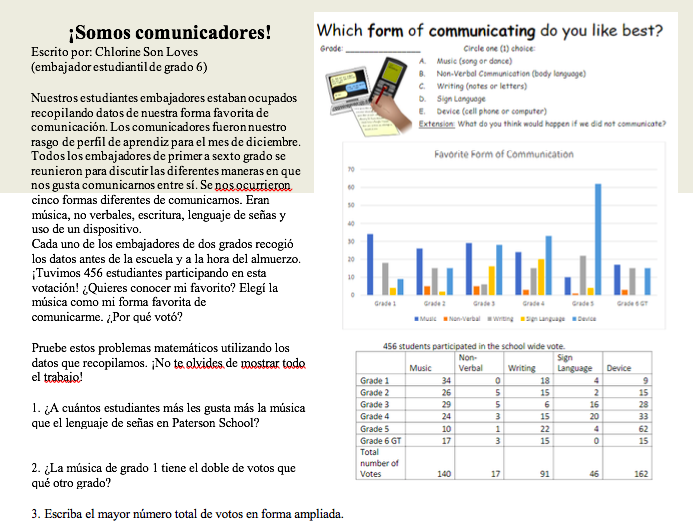 ¡Somos comunicadores!
Escrito por: Chlorine Son Loves
(embajador estudiantil de grado 6)
Nuestros estudiantes embajadores estaban ocupados
recopilando datos de nuestra forma favorita de
comunicación. Los comunicadores fueron nuestro
rasgo de perfil de aprendiz para el mes de diciembre.
Todos los embajadores de primer a sexto grado se
reunieron para discutir las diferentes maneras en que
nos gusta comunicarnos entre sí. Se nos ocurrieron
cinco formas diferentes de comunicarnos. Eran
música, no verbales, escritura, lenguaje de señas y
uso de un dispositivo.
Cada uno de los embajadores de dos grados recogió
los datos antes de la escuela y a la hora del almuerzo.
¡Tuvimos 456 estudiantes participando en esta
votación! ¿Quieres conocer mi favorito? Elegí la
música como mi forma favorita de
comunicarme. ¿Por qué votó?
Pruebe estos problemas matemáticos utilizando los
datos que recopilamos. ¡No te olvides de mostrar todo
el trabajo!
1. ¿A cuántos estudiantes más les gusta más la música
que el lenguaje de señas en Paterson School?
2. ¿La música de grado 1 tiene el doble de votos que
qué otro grado?
3. Escriba el mayor número total de votos en forma ampliada.
Which form of communicating do you like best?
Grade:
Circle one (1) choice:
A. Music (song or dance)
B. Non-Verbal Communication (body language)
C. Writing (notes or letters)
D. Sign Language
E. Device (cell phone or computer)
Extension: What do you think would happen if we did not communicate?
Favorite Form of Communication
70
60
50
40
30
20
10
0
Grade 1 Grade 2 Grade 3 Grade 4 Grade 5 Grade 6 GT
Music Non-Verbal Writing Sign Language Device
456 students participated in the school wide vote.
Music Non-Verbal Writing Sign Language Device
Grade 1 34 0 18 4 9
Grade 2 26 5 15 2 15
Grade 3 29 5 6 16 28
Grade 4 24 3 15 20 33
Grade 5 10 1 22 4 62
Grade 6 GT 17 3 15 0 15
Total number of Votes 140 17 91 46 162